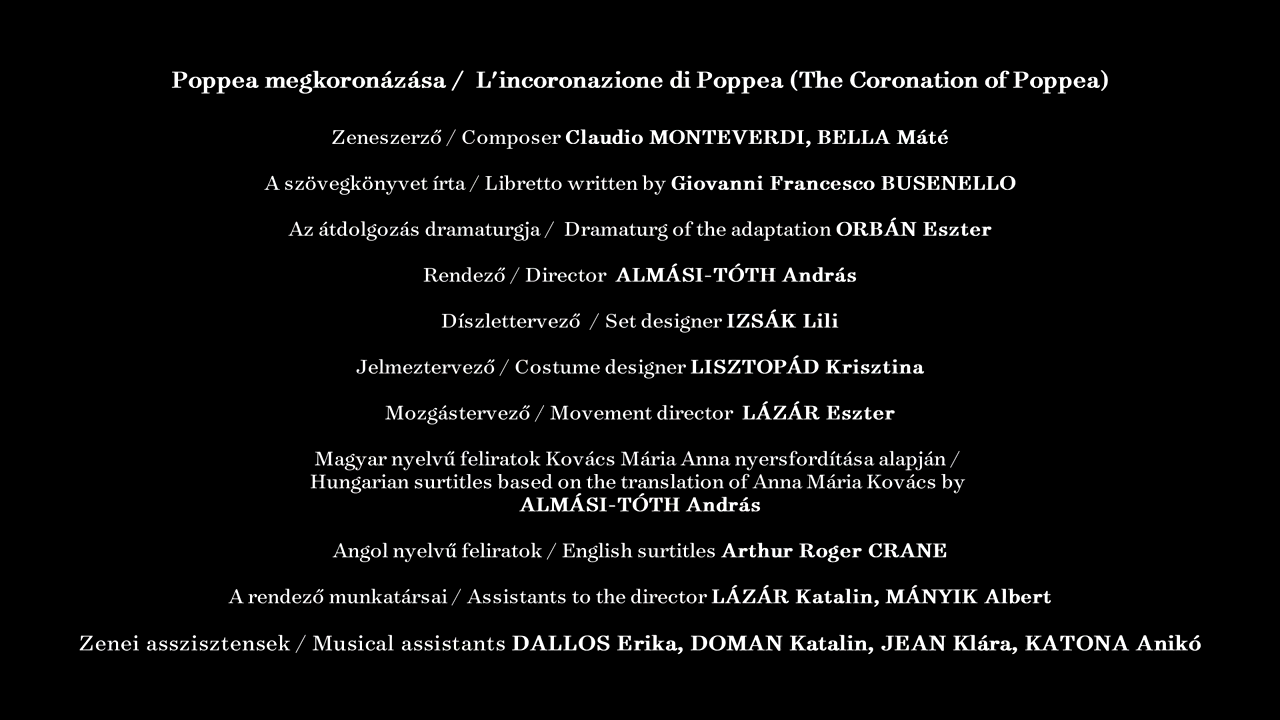 Poppea megkoronázása / L'incoronazione di Poppea (The Coronation of Poppea)
Zeneszerző / Composer Claudio MONTEVERDI, BELLA Máté
A szövegkönyvet írta / Libretto written by Giovanni Francesco BUSENELLO
Az átdolgozás dramaturgja / Dramaturg of the adaptation ORBÁN Eszter
Rendező / Director ALMÁSI-TÓTH András
Díszlettervező / Set designer IZSÁK Lili
Jelmeztervező / Costume designer LISZTOPÁD Krisztina
Mozgástervező / Movement director LÁZÁR Eszter
Magyar nyelvű feliratok Kovács Mária Anna nyersfordítása alapján /
Hungarian surtitles based on the translation of Anna Mária Kovács by
ALMÁSI-TÓTH András
Angol nyelvű feliratok / English surtitles Arthur Roger CRANE
A rendező munkatársai / Assistants to the director LÁZÁR Katalin, MÁNYIK Albert
Zenei asszisztensek / Musical assistants DALLOS Erika, DOMAN Katalin, JEAN Klára, KATONA Anikó